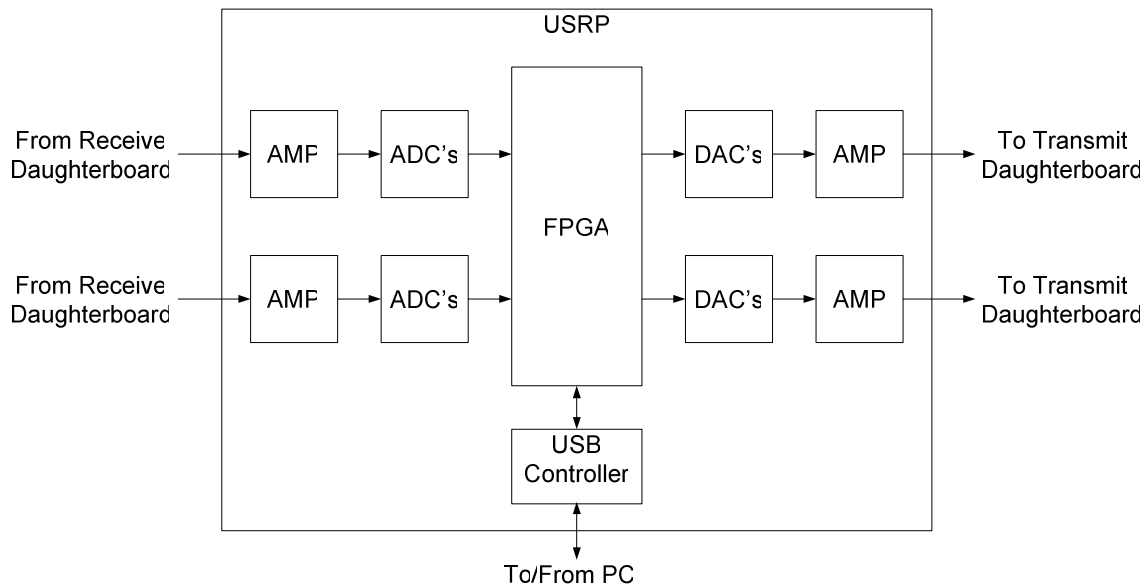 USRP
From Receive
Daughterboard
AMP
ADC's
FPGA
DAC's
AMP
To Transmit
Daughterboard
From Receive
Daughterboard
AMP
ADC's
DAC's
AMP
To Transmit
Daughterboard
USB
Controller
To/From PC